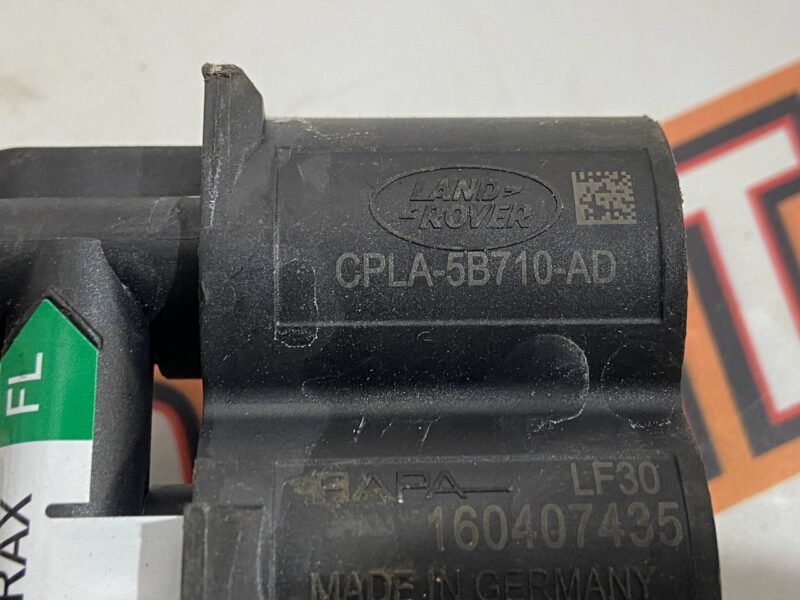 LAND
ROVER
CPLA-5B710-AD
FL
RAPA
LF30
160407435
MADE IN GERMANY
RAX